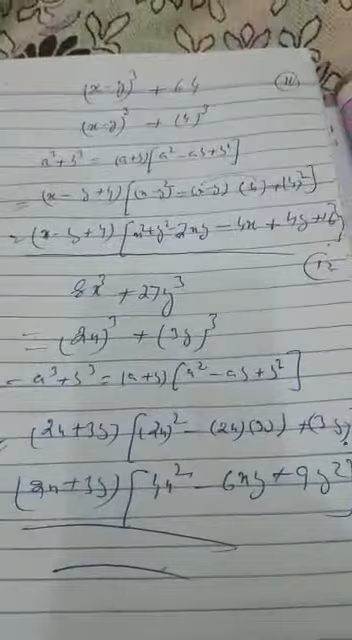 (x-y)³ + 64 (11)
(x-y)³ + (4)³
a³+b³ = (a+b)[a² - ab + b²]
= (x-y+4)[(x-y)² - (x-y)(4) + (4)²]
= (x-y+4)[x²+y²-2xy - 4x + 4y + 16]
(12)
8x³ + 27y³
= (2x)³ + (3y)³
= a³+b³ = (a+b)[a² - ab + b²]
= (2x+3y)[(2x)² - (2x)(3y) + (3y)
(2x+3y)[4x² - 6xy + 9y²]